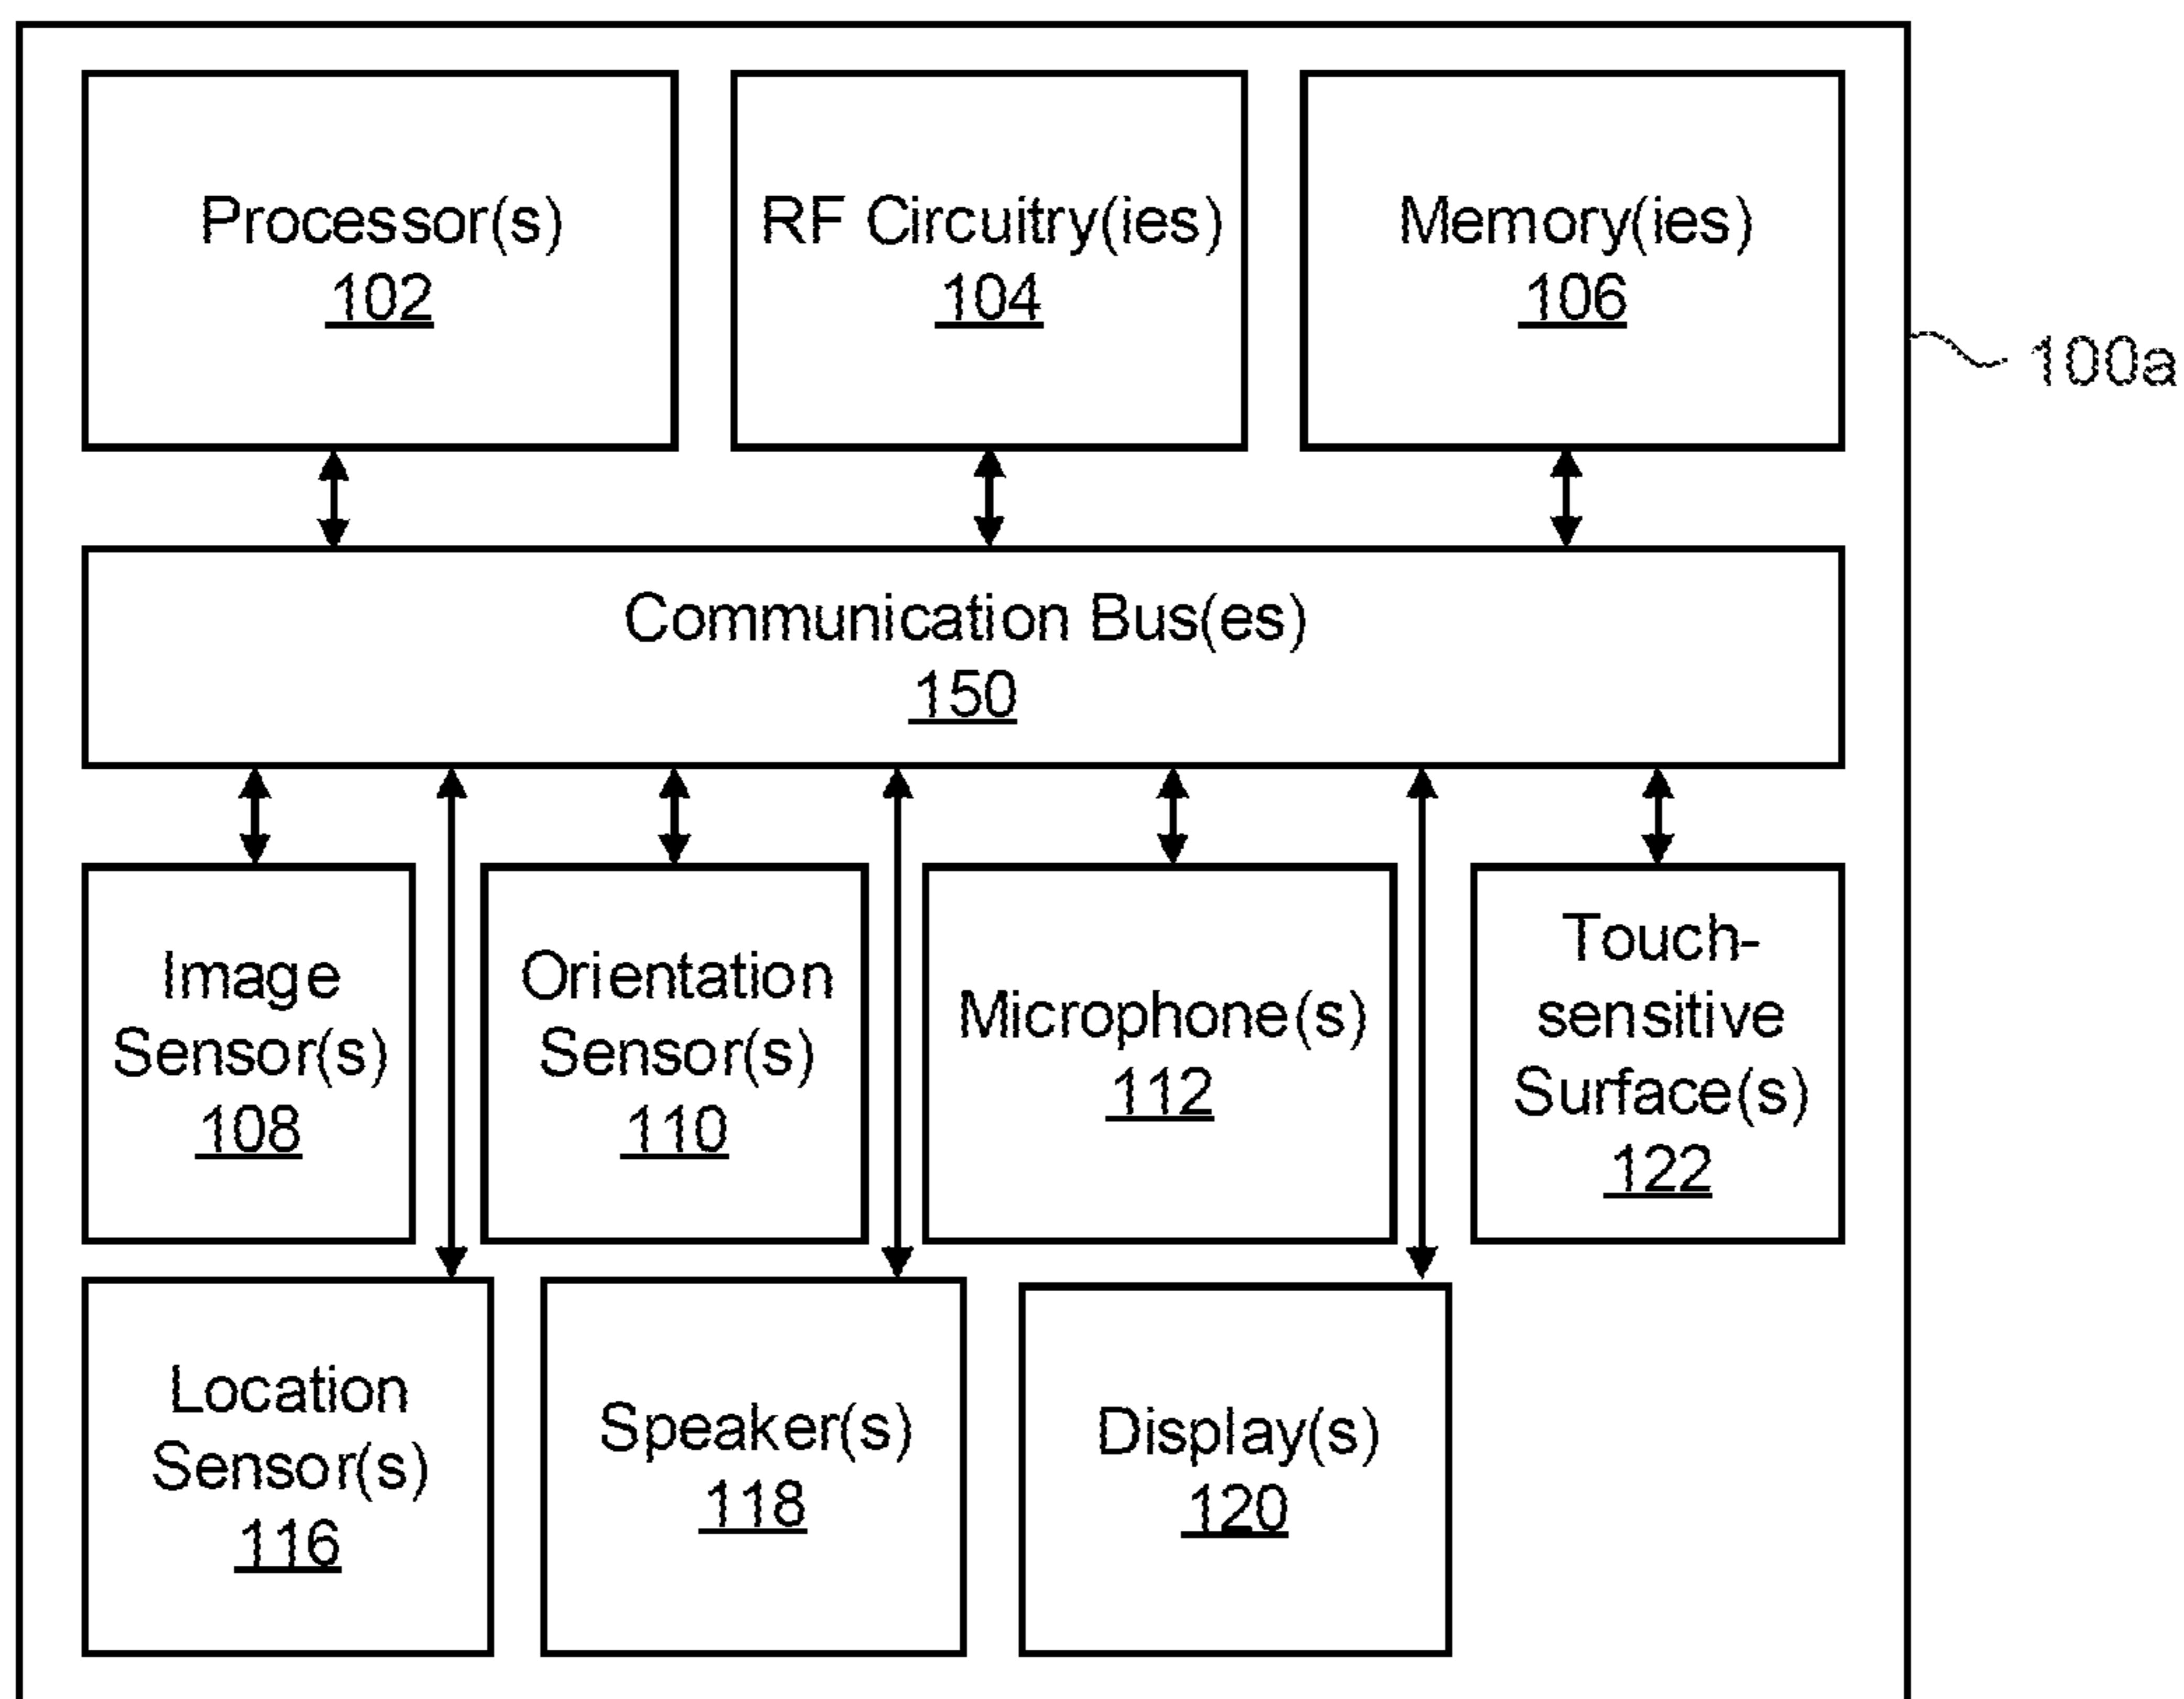 Processor(s)
102
RF Circuitry(ies)
104
Memory(ies)
106
100a
Communication Bus(es)
150
Image
Sensor(s)
108
Orientation
Sensor(s)
110
Microphone(s)
112
Touch-
sensitive
Surface(s)
122
Location
Sensor(s)
116
Speaker(s)
118
Display(s)
120